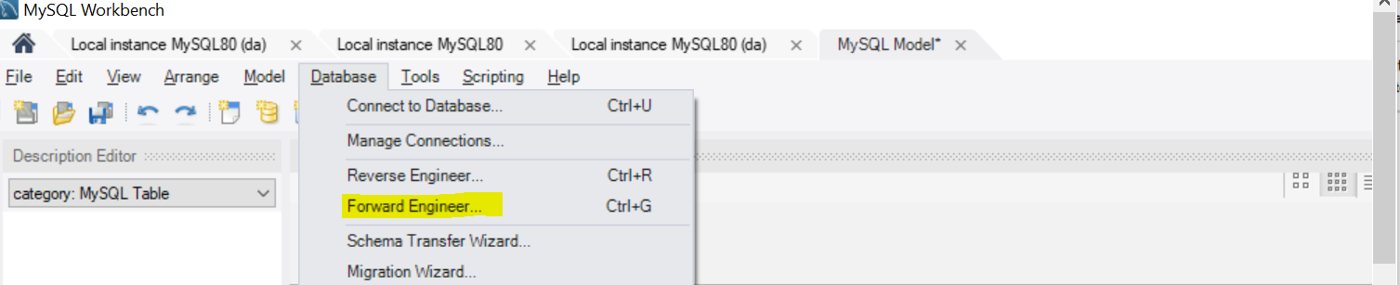 MySQL Workbench
Local instance MySQL80 (da) Local instance MySQL80 Local instance MySQL80 (da) MySQL Model*
File Edit View Arrange Model Database Tools Scripting Help
Connect to Database... Ctrl+U
Manage Connections...
Description Editor
Reverse Engineer... Ctrl+R
category: MySQL Table
Forward Engineer... Ctrl+G
Schema Transfer Wizard...
Migration Wizard...